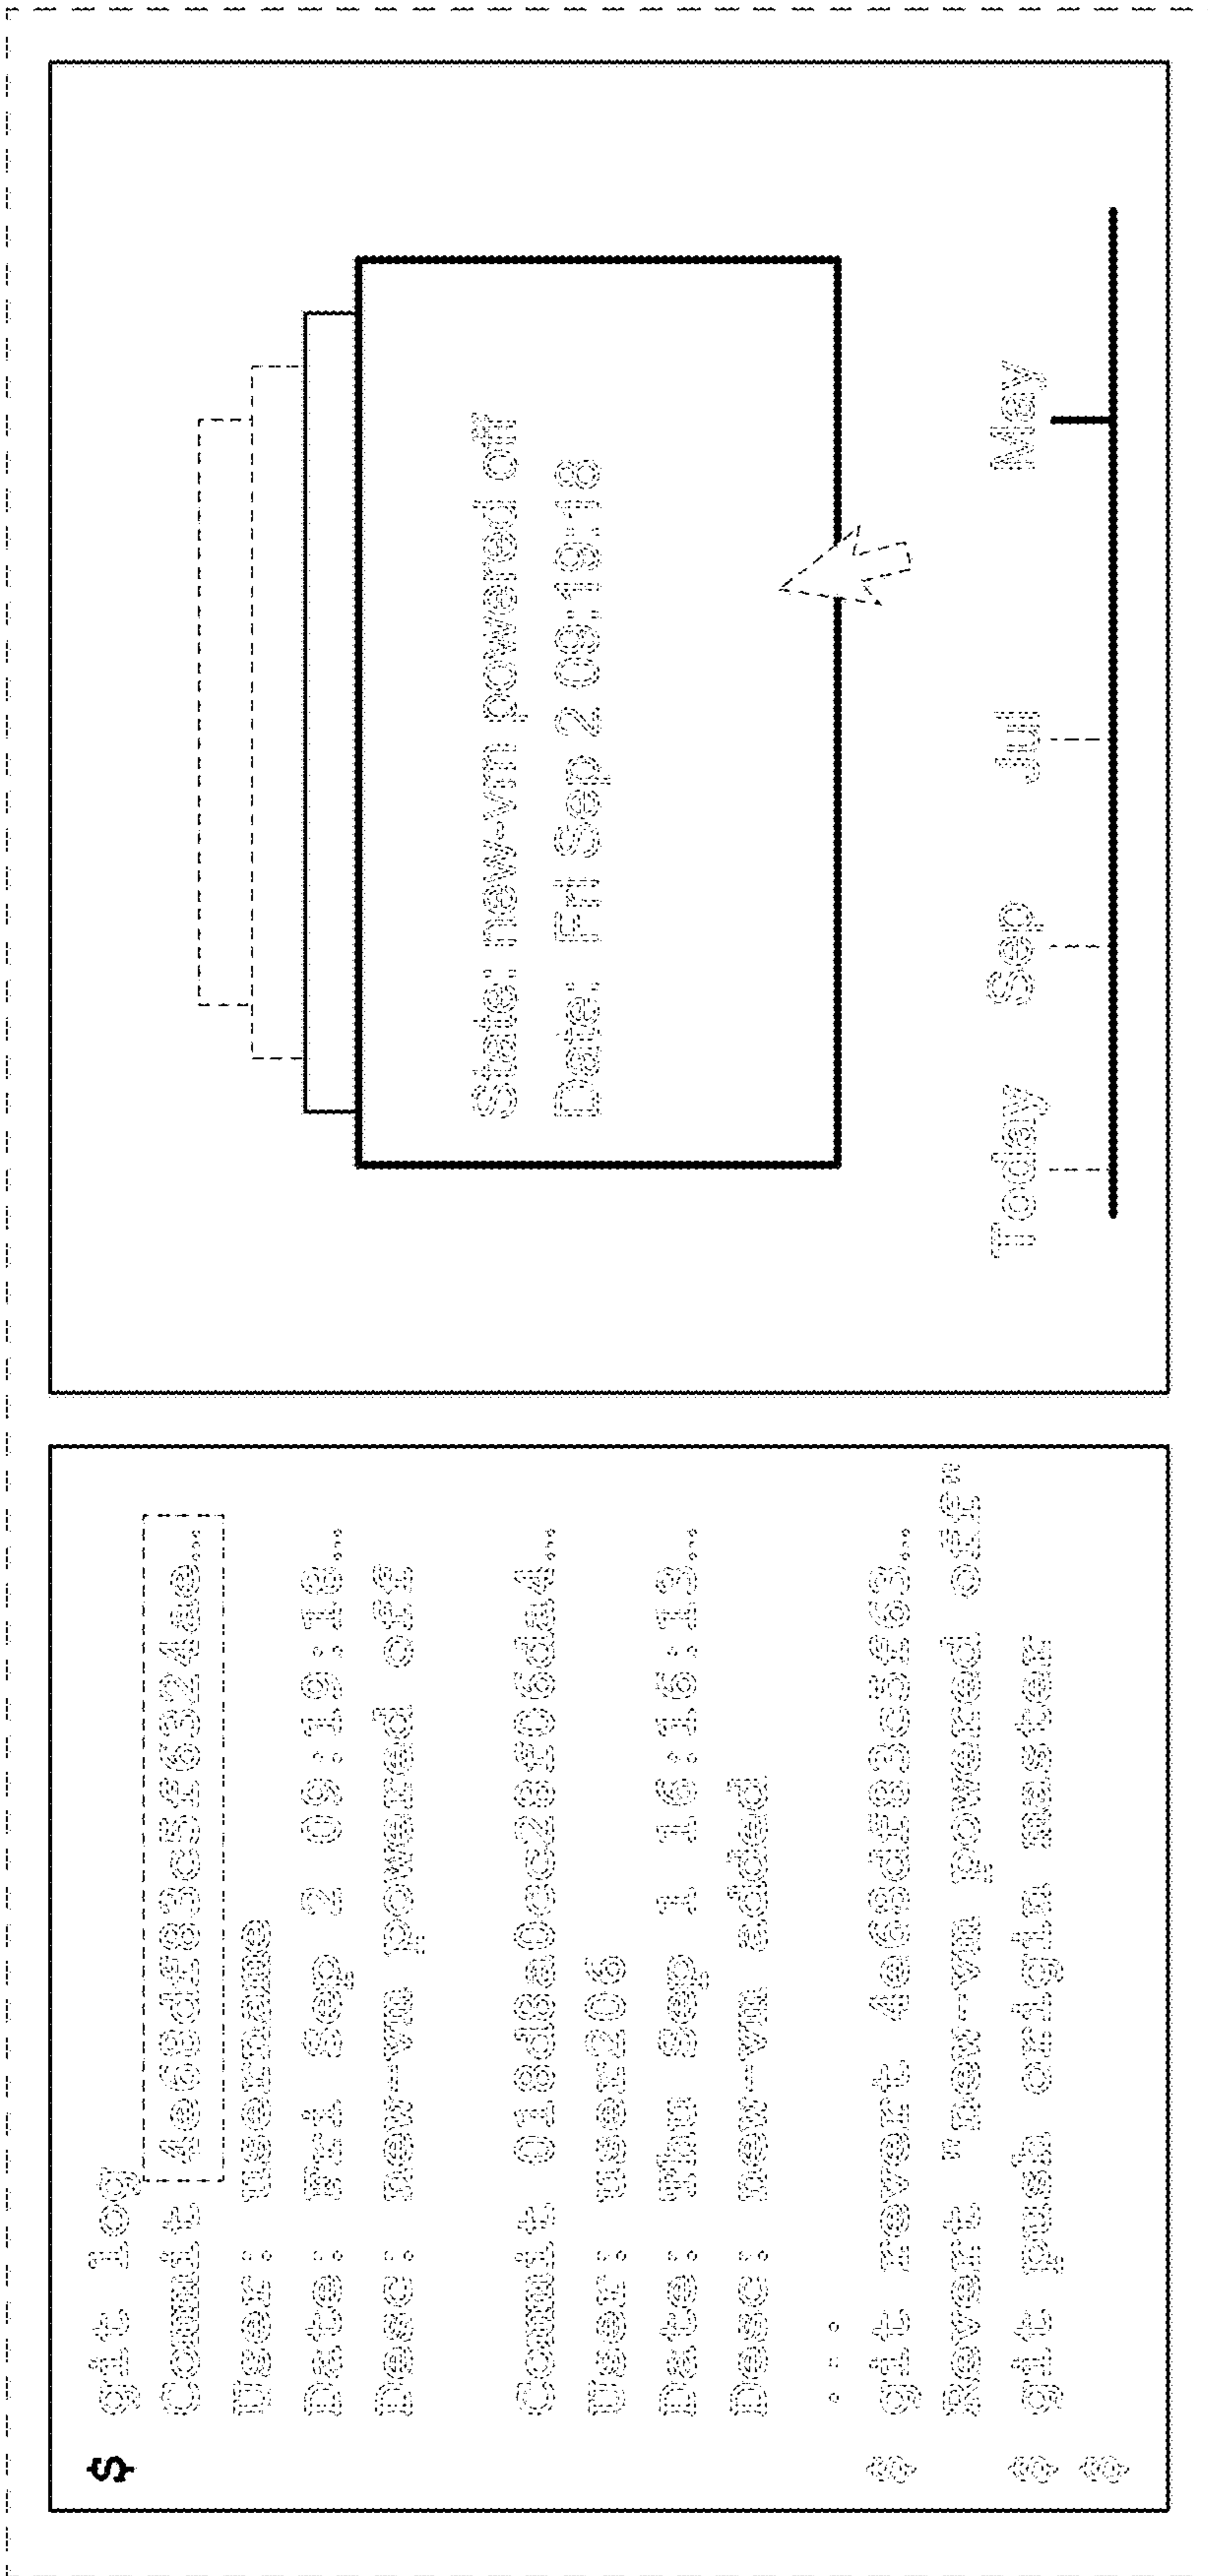 $ git log
Commit 4e68df83c5f6324ae...
User: username
Date: Fri Sep 2 09:19:18...
Desc: new-vm powered off
Commit 018d8a0cc28f06da4...
User: user206
Date: Thu Sep 1 16:16:13...
Desc: new-vm added
. . 
$ git revert 4e68df83c5f63...
Revert "new-vm powered off"
$ git push origin master
$
State: new-vm powered off
Date: Fri Sep 2 09:19:18
Today Sep Jul May